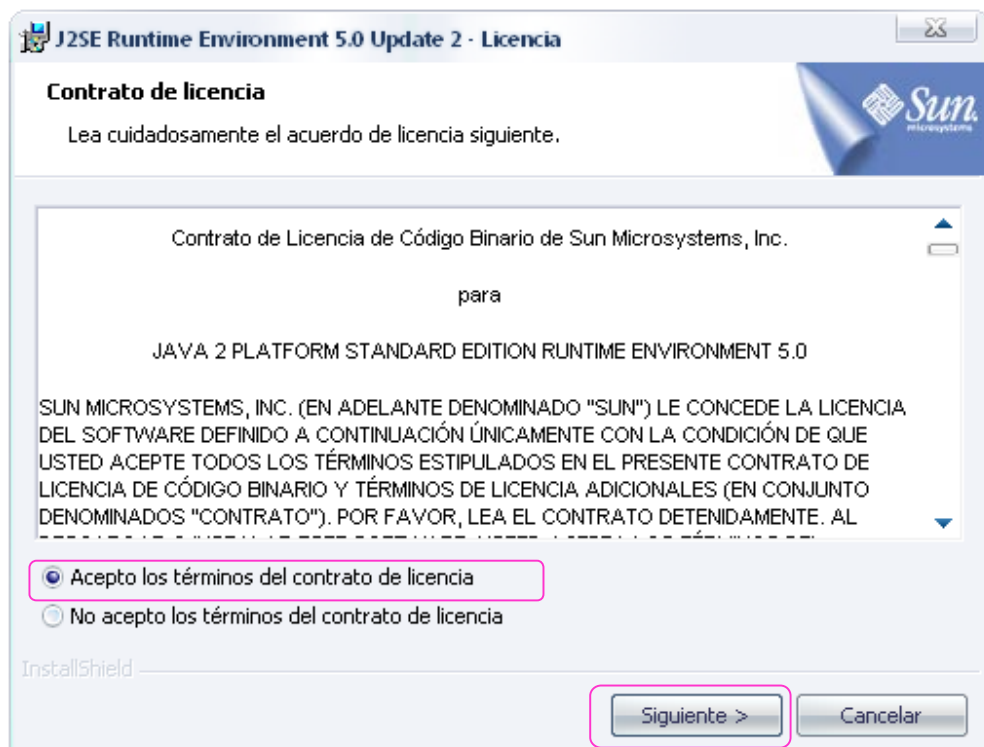 J2SE Runtime Environment 5.0 Update 2 - Licencia
Contrato de licencia
Lea cuidadosamente el acuerdo de licencia siguiente.
Sun
microsystems
Contrato de Licencia de Código Binario de Sun Microsystems, Inc.
para
JAVA 2 PLATFORM STANDARD EDITION RUNTIME ENVIRONMENT 5.0
SUN MICROSYSTEMS, INC. (EN ADELANTE DENOMINADO "SUN") LE CONCEDE LA LICENCIA
DEL SOFTWARE DEFINIDO A CONTINUACIÓN ÚNICAMENTE CON LA CONDICIÓN DE QUE
USTED ACEPTE TODOS LOS TÉRMINOS ESTIPULADOS EN EL PRESENTE CONTRATO DE
LICENCIA DE CÓDIGO BINARIO Y TÉRMINOS DE LICENCIA ADICIONALES (EN CONJUNTO
DENOMINADOS "CONTRATO"). POR FAVOR, LEA EL CONTRATO DETENIDAMENTE. AL
Acepto los términos del contrato de licencia
No acepto los términos del contrato de licencia
InstallShield
Siguiente >
Cancelar